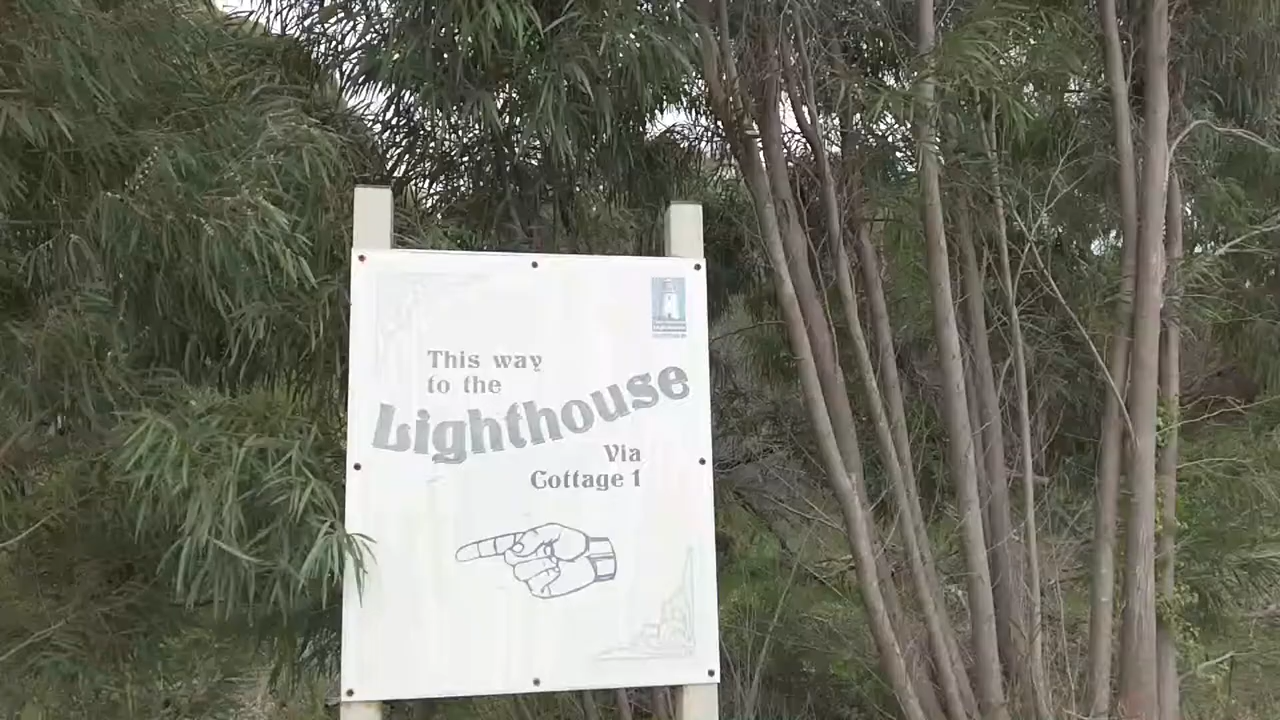 This way
to the
Lighthouse
Via
Cottage 1